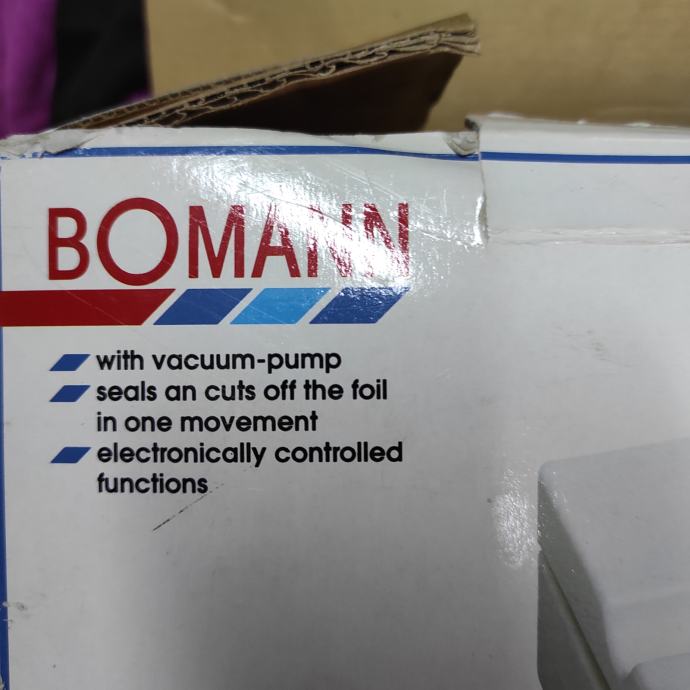 BOMANN
with vacuum-pump
seals an cuts off the foil
in one movement
electronically controlled
functions